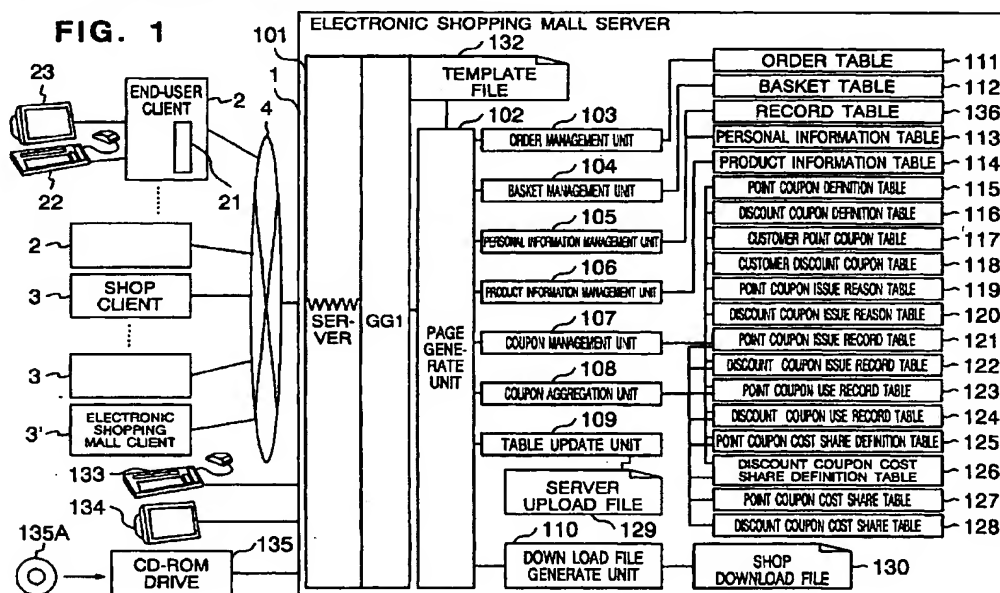 FIG. 1
ELECTRONIC SHOPPING MALL SERVER
101
1
132
TEMPLATE FILE
23
END-USER CLIENT
2
4
22
21
2
3
SHOP CLIENT
3
3'
ELECTRONIC SHOPPING MALL CLIENT
133
134
135A
135
CD-ROM DRIVE
SERVER
GG1
102
PAGE GENERATE UNIT
103
ORDER MANAGEMENT UNIT
104
BASKET MANAGEMENT UNIT
105
PERSONAL INFORMATION MANAGEMENT UNIT
106
PRODUCT INFORMATION MANAGEMENT UNIT
107
COUPON MANAGEMENT UNIT
108
COUPON AGGREGATION UNIT
109
TABLE UPDATE UNIT
SERVER UPLOAD FILE
129
110
DOWN LOAD FILE GENERATE UNIT
SHOP DOWNLOAD FILE
130
ORDER TABLE 111
BASKET TABLE 112
RECORD TABLE 136
PERSONAL INFORMATION TABLE 113
PRODUCT INFORMATION TABLE 114
POINT COUPON DEFINITION TABLE 115
DISCOUNT COUPON DEFINITION TABLE 116
CUSTOMER POINT COUPON TABLE 117
CUSTOMER DISCOUNT COUPON TABLE 118
POINT COUPON ISSUE REASON TABLE 119
DISCOUNT COUPON ISSUE REASON TABLE 120
POINT COUPON ISSUE RECORD TABLE 121
DISCOUNT COUPON ISSUE RECORD TABLE 122
POINT COUPON USE RECORD TABLE 123
DISCOUNT COUPON USE RECORD TABLE 124
POINT COUPON COST SHARE DEFINITION TABLE 125
DISCOUNT COUPON COST SHARE DEFINITION TABLE 126
POINT COUPON COST SHARE TABLE 127
DISCOUNT COUPON COST SHARE TABLE 128